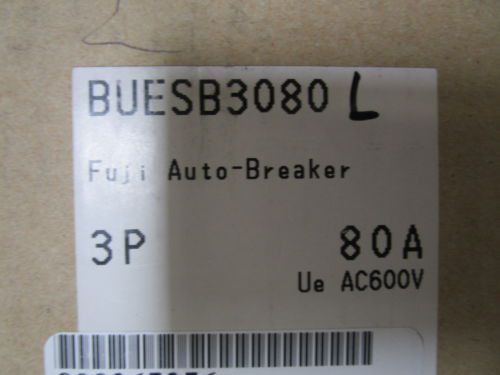 BUESB3080 L
Fuji Auto-Breaker
3P 80A
Ue AC600V